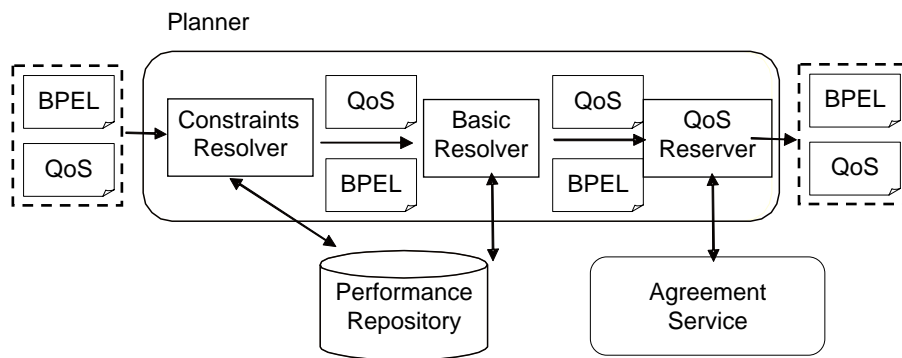 Planner
BPEL
QoS
Constraints
Resolver
QoS
BPEL
Basic
Resolver
QoS
BPEL
QoS
Reserver
BPEL
QoS
Performance
Repository
Agreement
Service